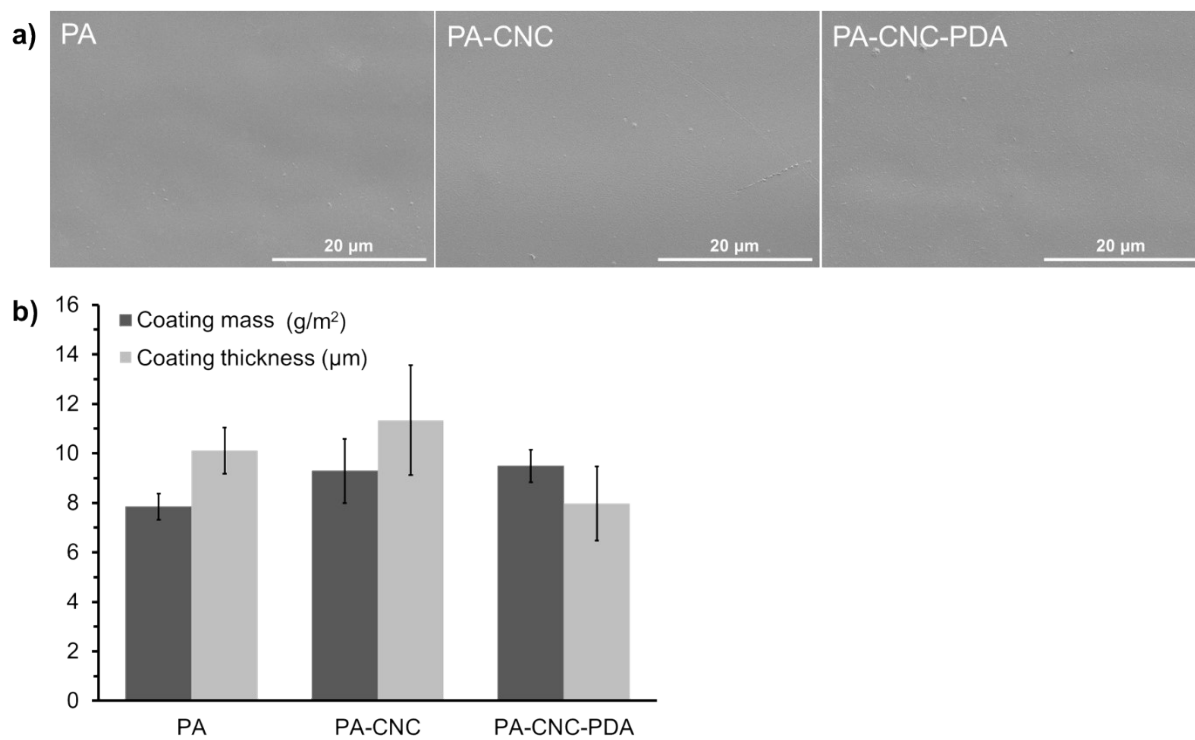 a)
PA
PA-CNC
PA-CNC-PDA
20 µm
20 µm
20 µm
b)
16
14
12
10
8
6
4
2
0
Coating mass (g/m²)
Coating thickness (µm)
PA
PA-CNC
PA-CNC-PDA